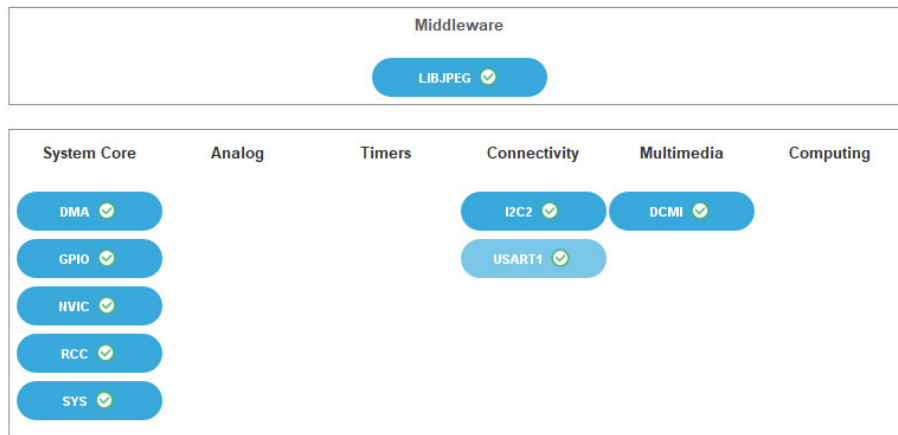 Middleware
LIBJPEG
System Core Analog Timers Connectivity Multimedia Computing
DMA I2C2 DCMI
GPIO USART1
NVIC
RCC
SYS